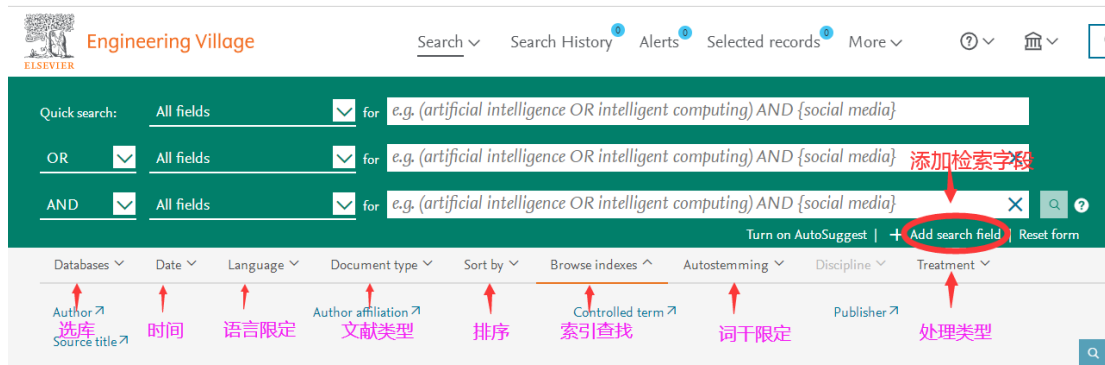 ELSEVIER
Engineering Village
Search
Search History 0
Alerts 0
Selected records 0
More
Quick search: All fields for e.g. (artificial intelligence OR intelligent computing) AND {social media}
OR All fields for e.g. (artificial intelligence OR intelligent computing) AND {social media}
添加检索字段
AND All fields for e.g. (artificial intelligence OR intelligent computing) AND {social media}
Turn on AutoSuggest | + Add search field | Reset form
Databases Date Language Document type Sort by Browse indexes Autostemming Discipline Treatment
Author Author affiliation Controlled term Publisher
选库 时间 语言限定 文献类型 排序 索引查找 词干限定 处理类型
Source title